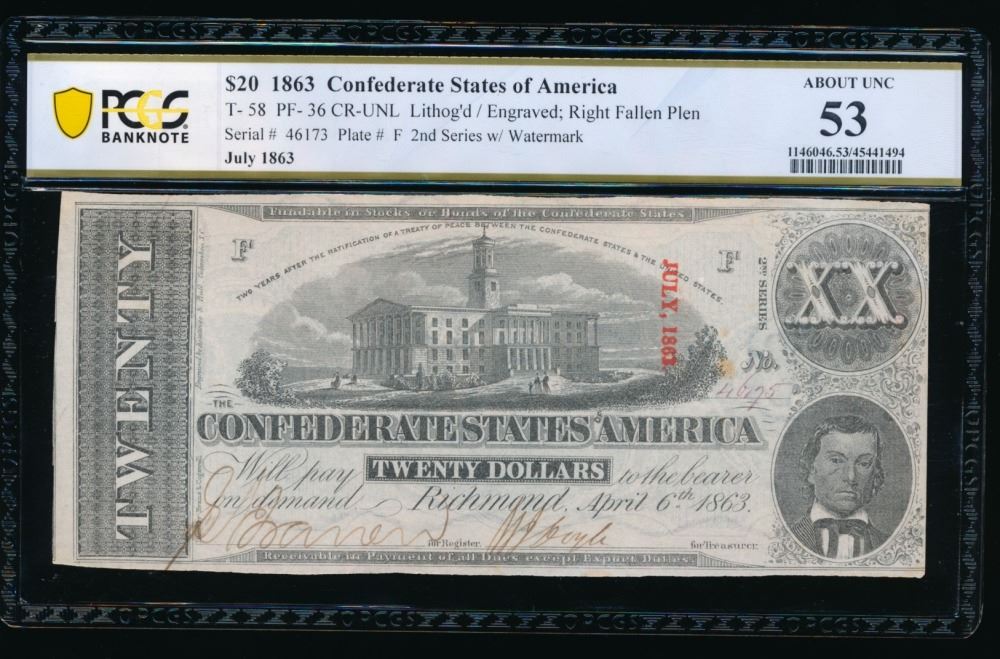 PCGS
BANKNOTE
$20 1863 Confederate States of America
T- 58 PF- 36 CR-UNL Lithog'd / Engraved; Right Fallen Plen
Serial # 46173 Plate # F 2nd Series w/ Watermark
July 1863
ABOUT UNC
53
1146046.53/45441494
Fundable in Stocks or Bonds of the Confederate States
TWO YEARS AFTER THE RATIFICATION OF A TREATY OF PEACE BETWEEN THE CONFEDERATE STATES & THE UNITED STATES.
F
F
2ND SERIES
JULY, 1863
XX
No.
TWENTY
THE
CONFEDERATE STATES OF AMERICA
Will pay TWENTY DOLLARS to the bearer
on demand. Richmond, April 6th 1863.
for Register.
for Treasurer.
Receivable in Payment of all Dues except Export Duties.